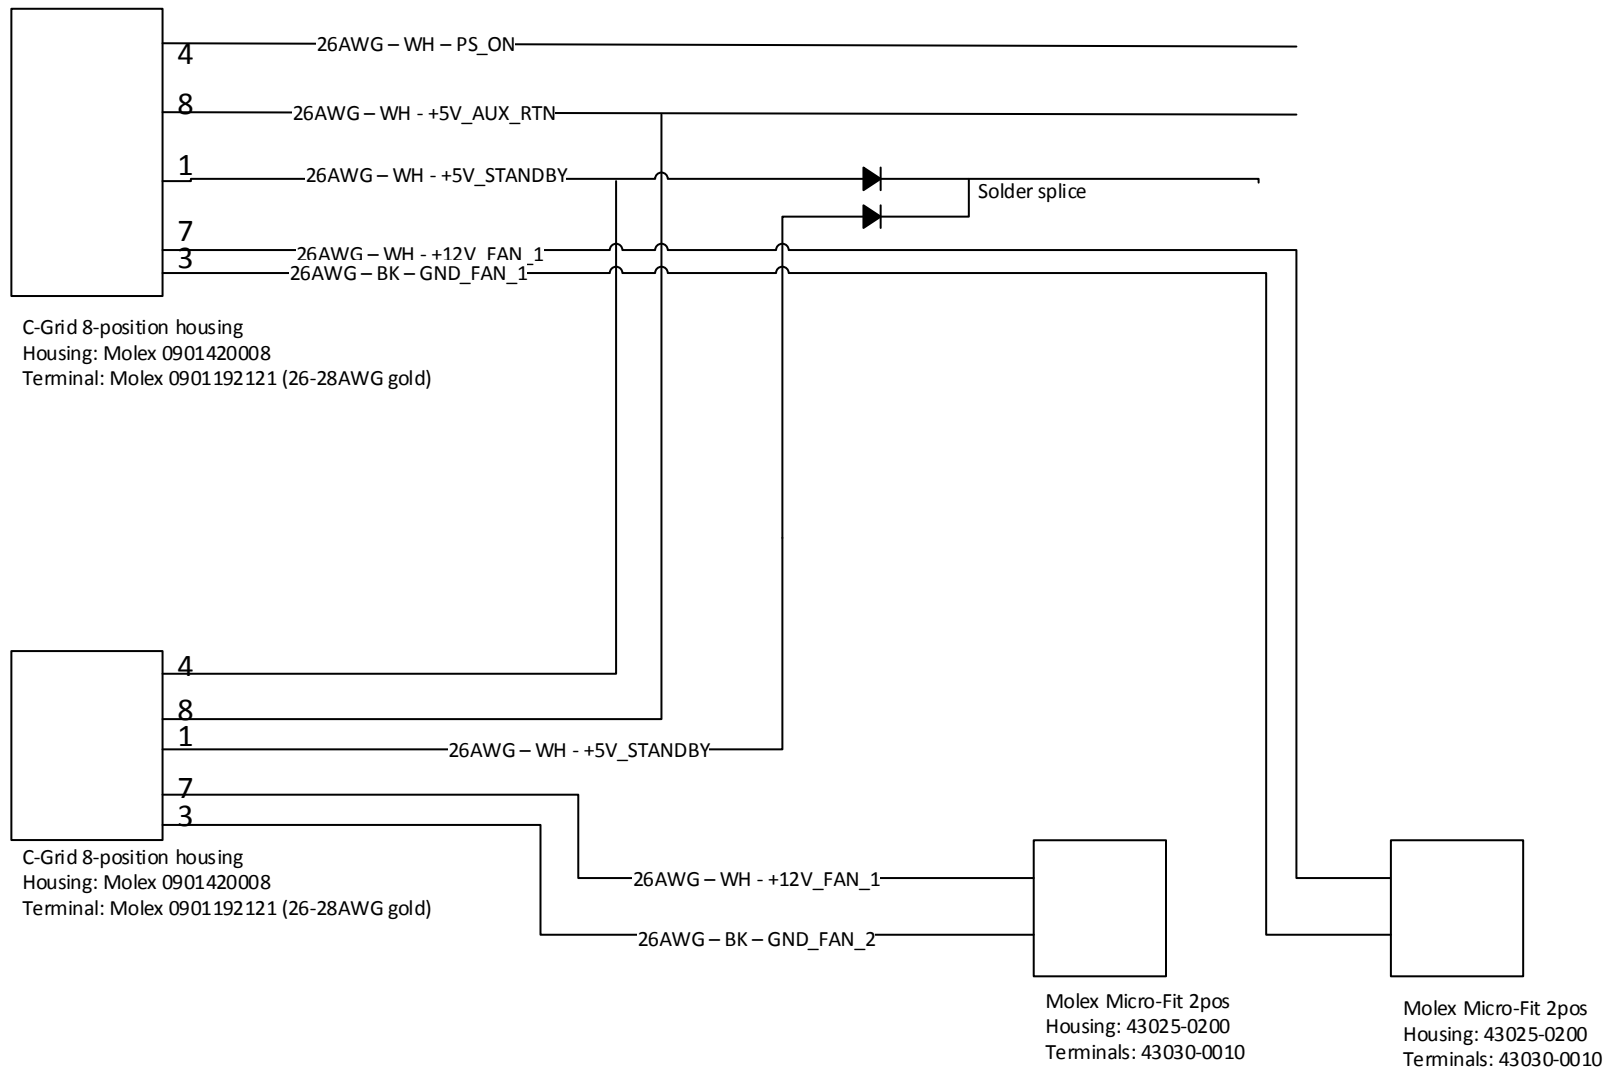 4
26AWG – WH – PS_ON
8
26AWG – WH - +5V_AUX_RTN
1
26AWG – WH - +5V_STANDBY
Solder splice
7
26AWG – WH - +12V_FAN_1
3
26AWG – BK – GND_FAN_1
C-Grid 8-position housing
Housing: Molex 0901420008
Terminal: Molex 0901192121 (26-28AWG gold)
4
8
1
26AWG – WH - +5V_STANDBY
7
3
C-Grid 8-position housing
Housing: Molex 0901420008
Terminal: Molex 0901192121 (26-28AWG gold)
26AWG – WH - +12V_FAN_1
26AWG – BK – GND_FAN_2
Molex Micro-Fit 2pos
Housing: 43025-0200
Terminals: 43030-0010
Molex Micro-Fit 2pos
Housing: 43025-0200
Terminals: 43030-0010